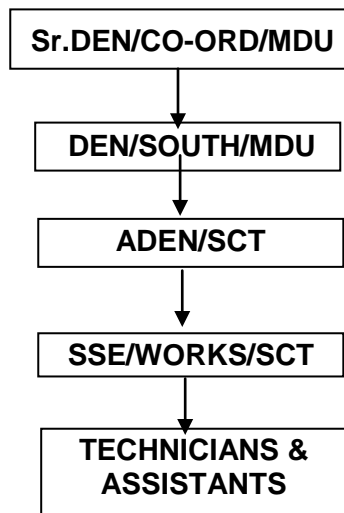 Sr.DEN/CO-ORD/MDU
DEN/SOUTH/MDU
ADEN/SCT
SSE/WORKS/SCT
TECHNICIANS &
ASSISTANTS